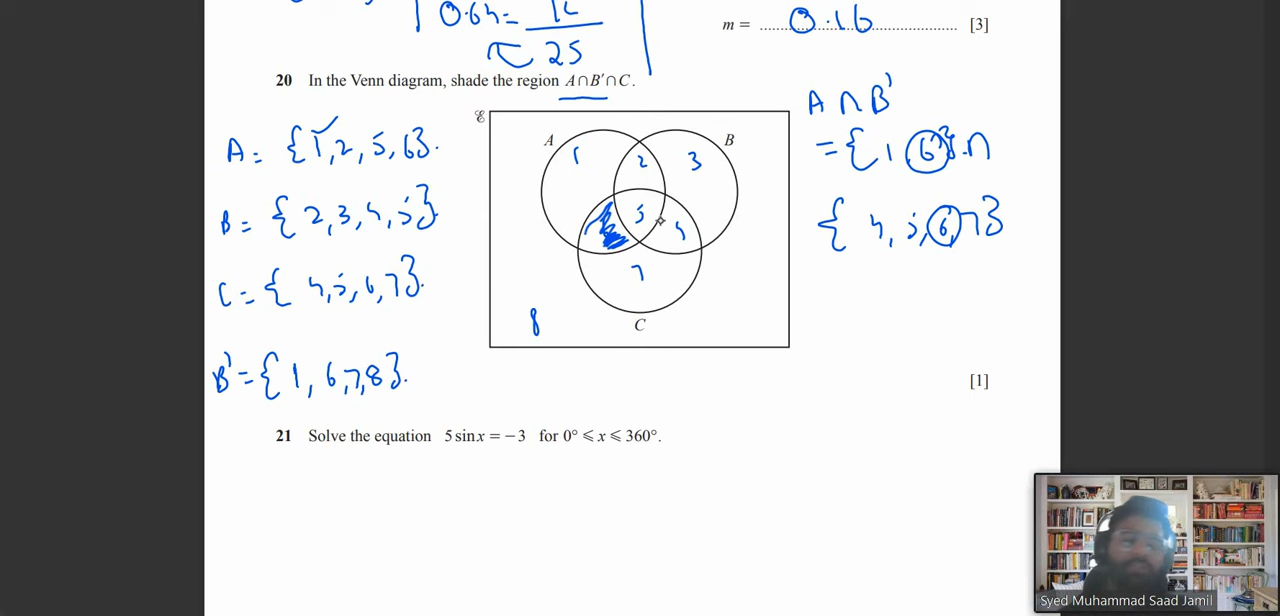 0.64 = 12
25
m = ........ 0.16 ........ [3]
20 In the Venn diagram, shade the region A∩B′∩C.
A ∩ B'
= { 1, 6 } . ∩
{ 4, 5, 6, 7 }
A = { 1, 2, 5, 6 }.
B = { 2, 3, 4, 5 }
C = { 4, 5, 6, 7 }.
B' = { 1, 6, 7, 8 }.
ℰ
A
B
1
2
3
5
4
7
8
C
[1]
21 Solve the equation 5 sin x = −3 for 0° ⩽ x ⩽ 360°.
Syed Muhammad Saad Jamil